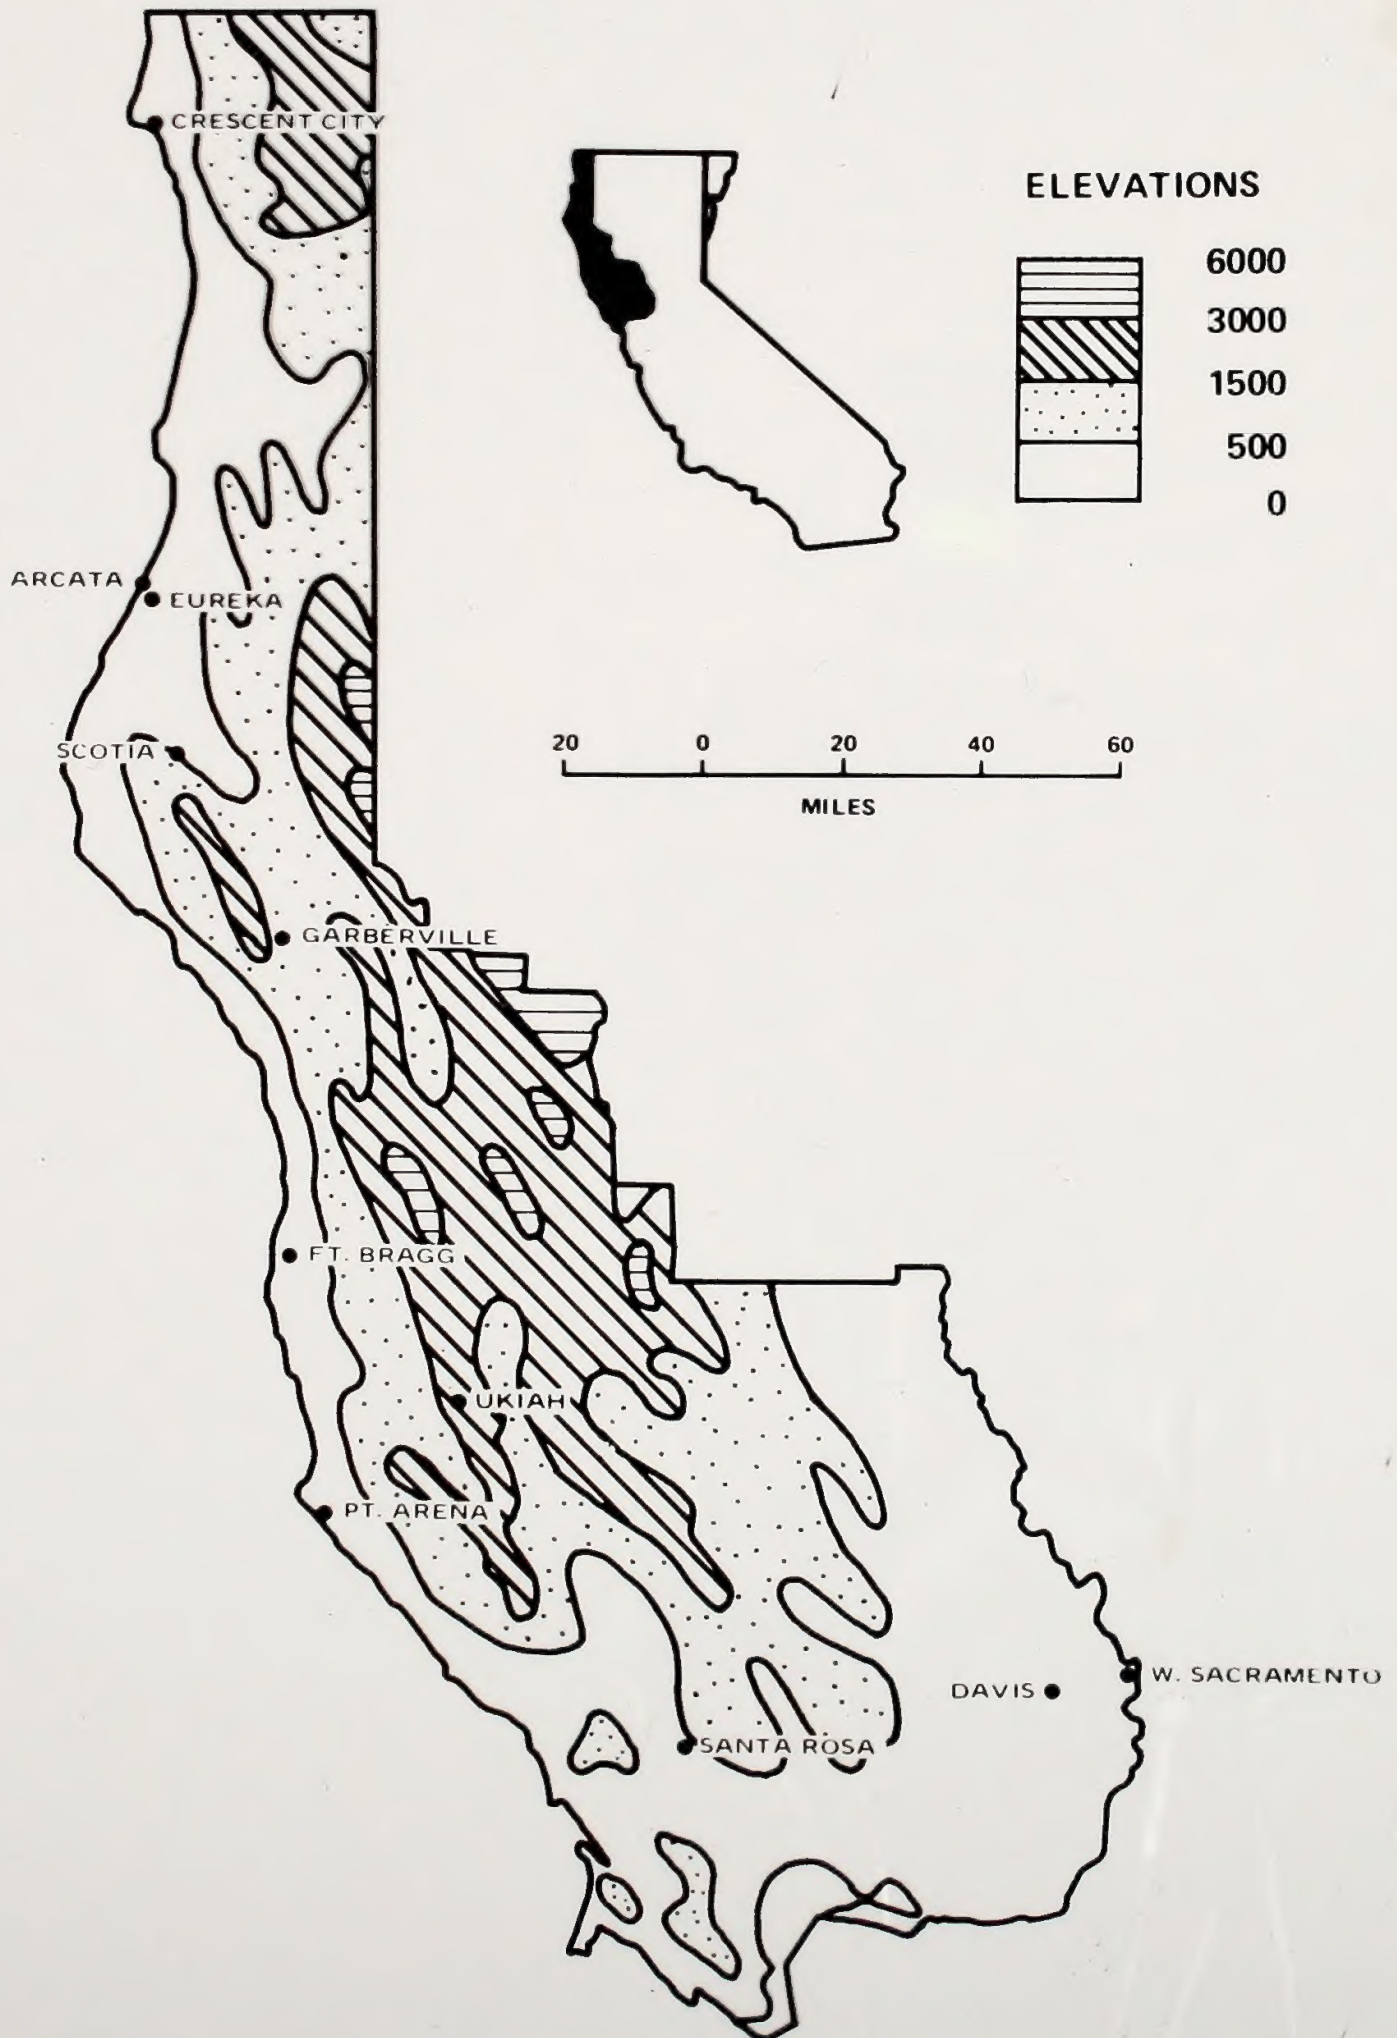 CRESCENT CITY
ELEVATIONS
6000
3000
1500
500
0
ARCATA
EUREKA
SCOTIA
20 0 20 40 60
MILES
GARBERVILLE
FT. BRAGG
UKIAH
PT. ARENA
DAVIS
W. SACRAMENTO
SANTA ROSA